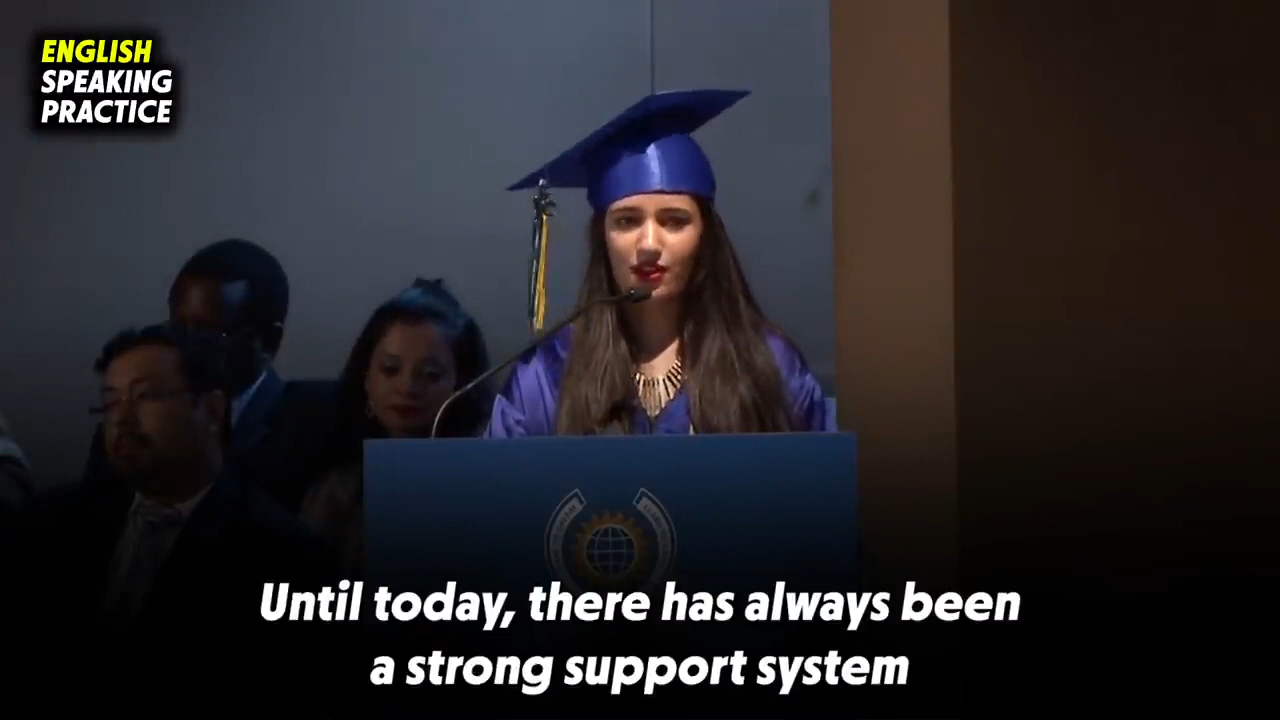 ENGLISH
SPEAKING
PRACTICE
Until today, there has always been
a strong support system